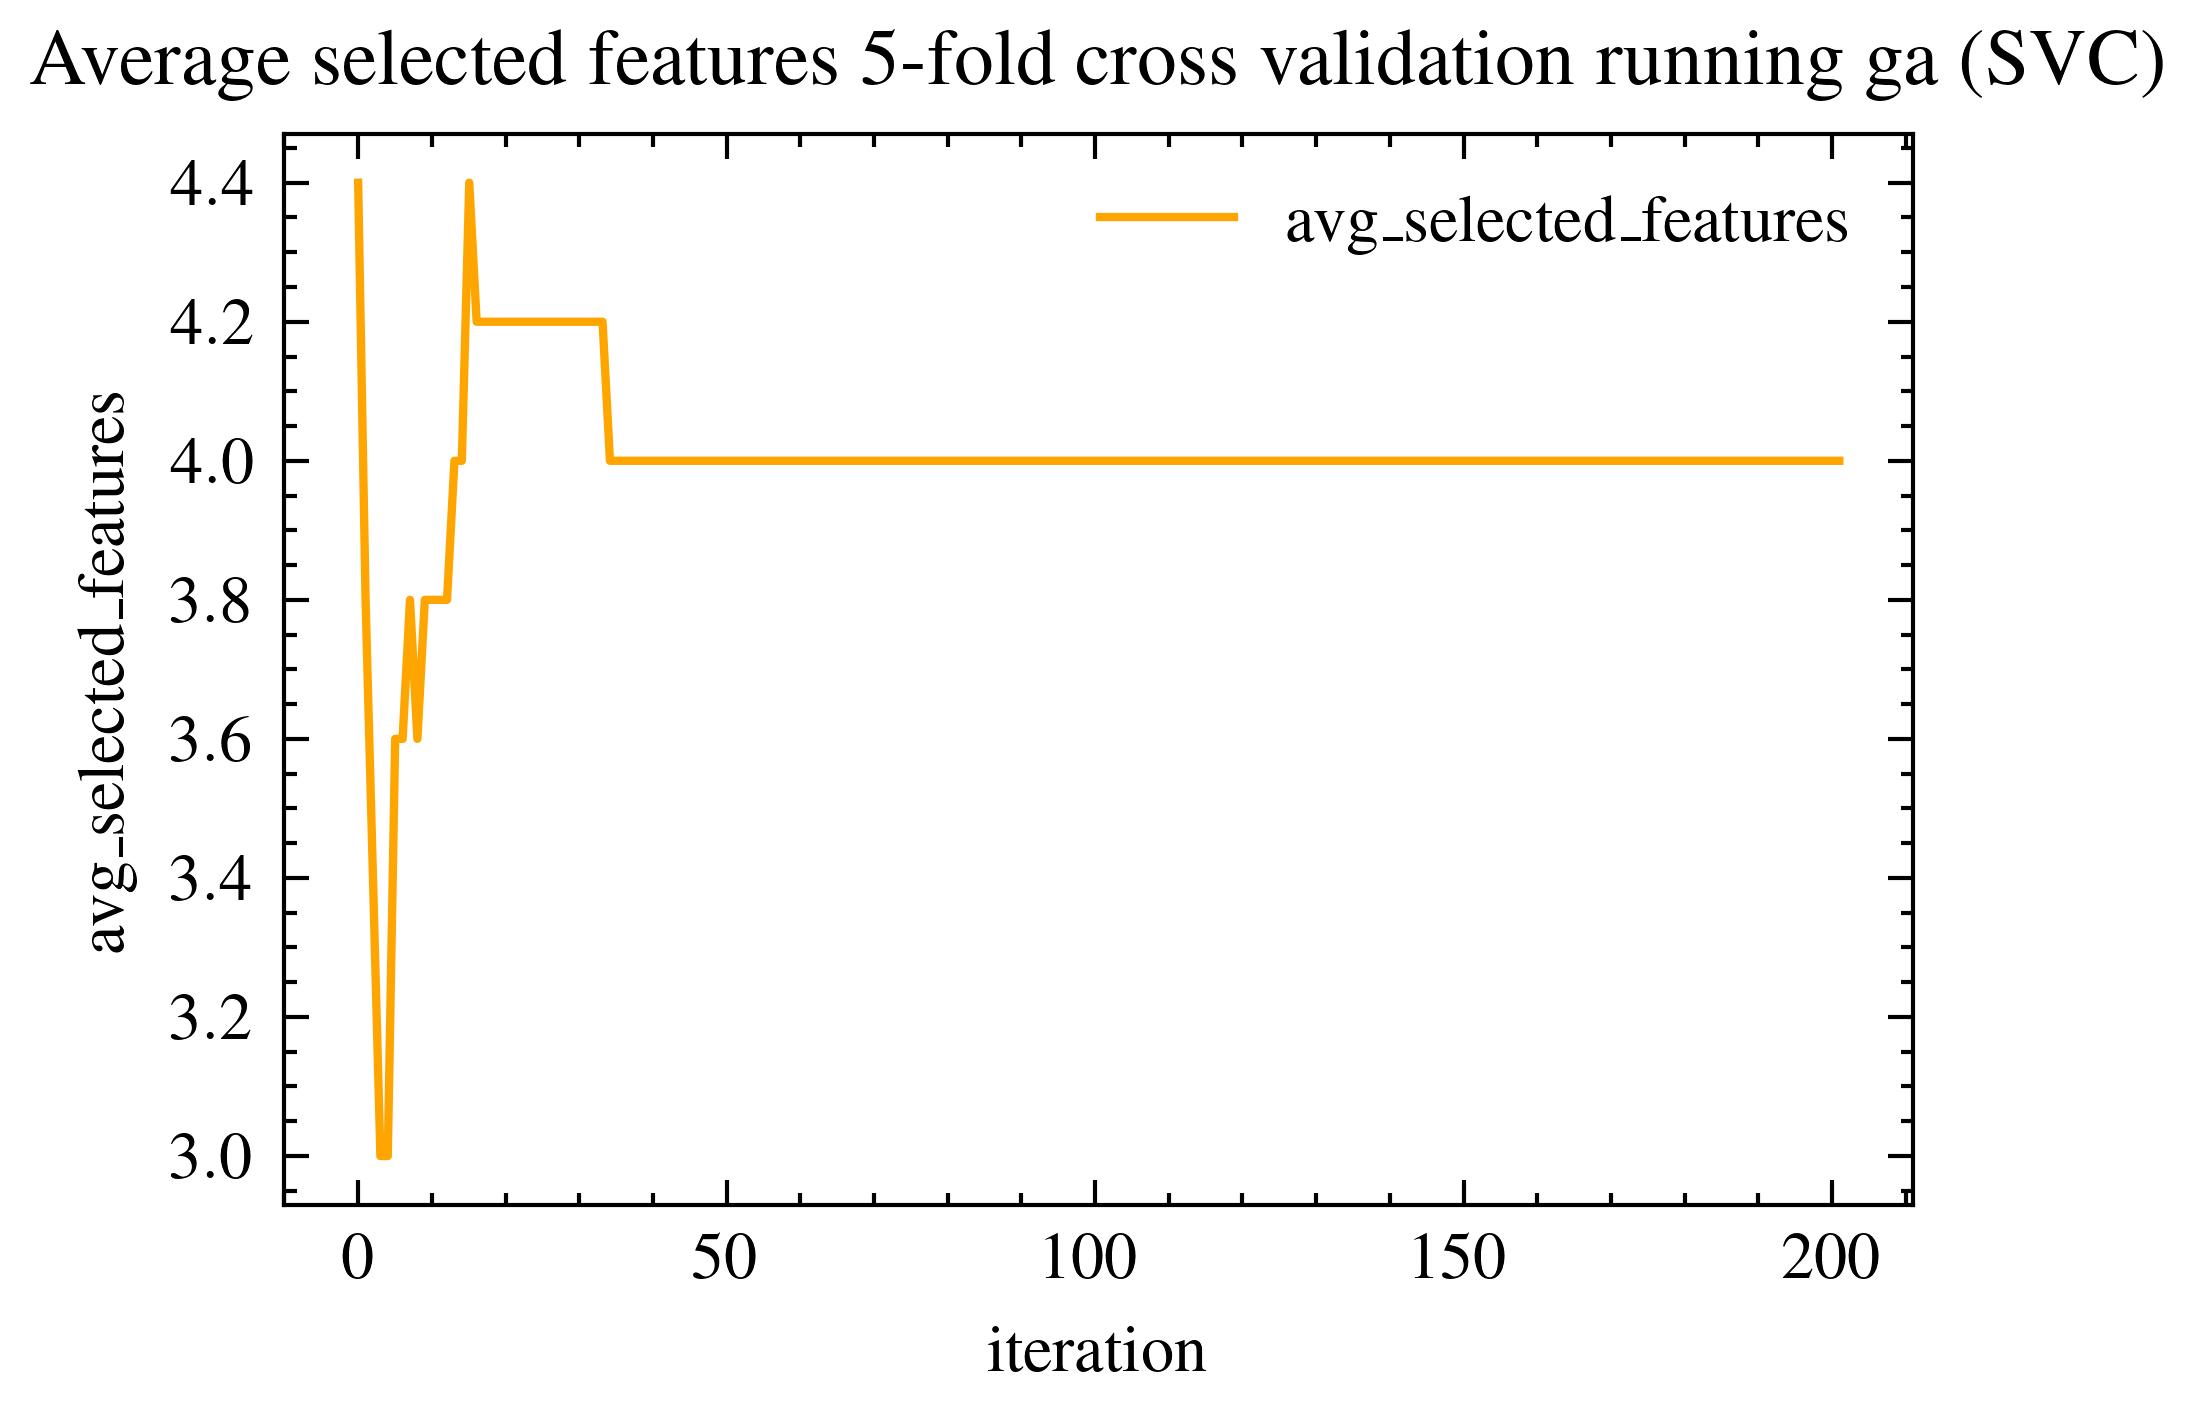 Average selected features 5-fold cross validation running ga (SVC)
avg_selected_features
4.4
4.2
4.0
3.8
3.6
3.4
3.2
3.0
avg_selected_features
0 50 100 150 200
iteration